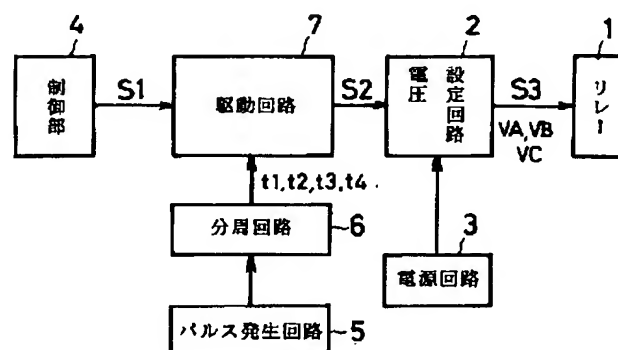 4
制御部
S1
7
駆動回路
S2
2
電圧
設定回路
S3
VA,VB
VC
1
リレー
t1,t2,t3,t4
分周回路
6
3
電源回路
パルス発生回路
5